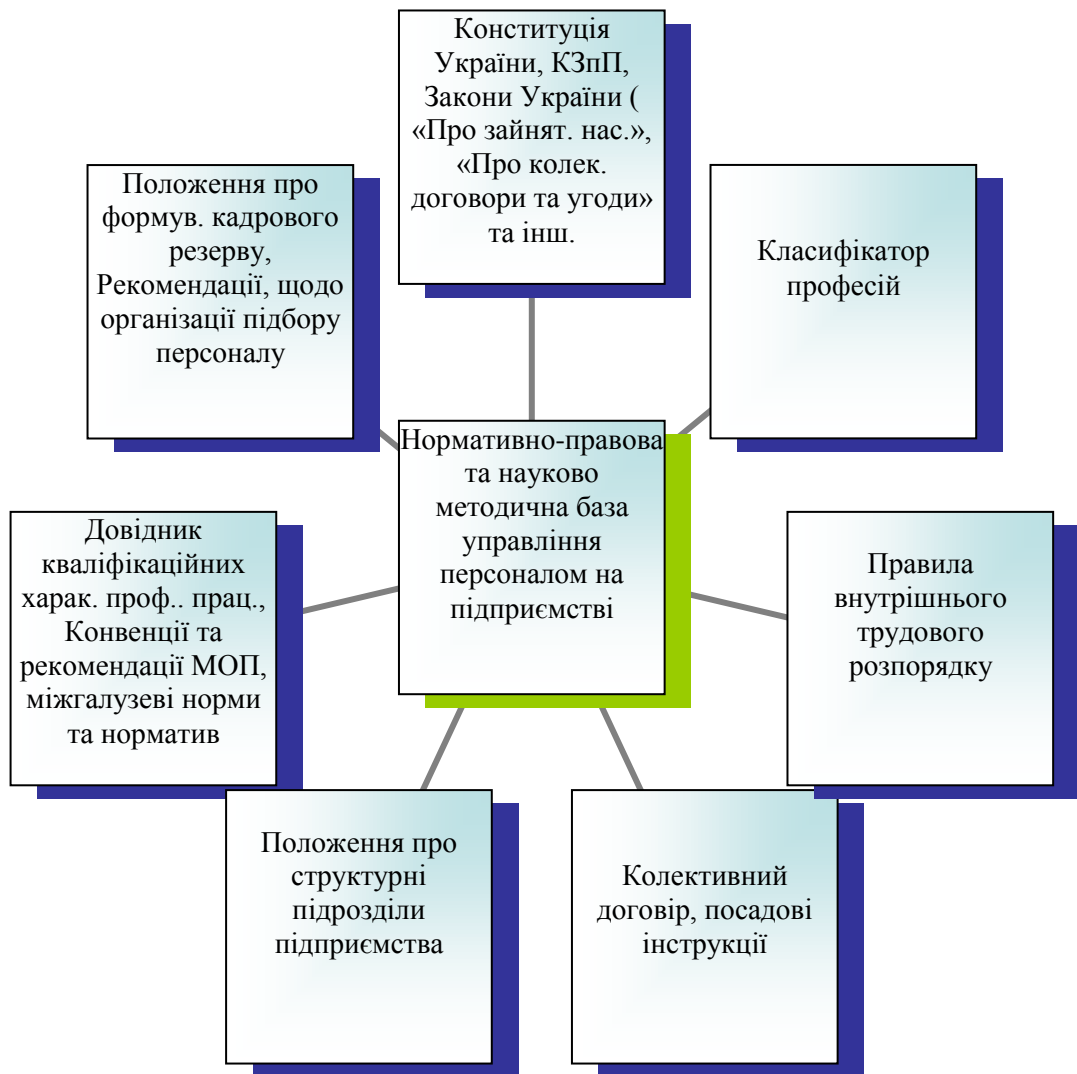 Конституція
України, КЗпП,
Закони України (
«Про зайнят. нас.»,
«Про колек.
договори та угоди»
та інш.
Положення про
формув. кадрового
резерву,
Рекомендації, щодо
організації підбору
персоналу
Класифікатор
професій
Нормативно-правова
та науково
методична база
управління
персоналом на
підприємстві
Довідник
кваліфікаційних
харак. проф.. прац.,
Конвенції та
рекомендації МОП,
міжгалузеві норми
та норматив
Правила
внутрішнього
трудового
розпорядку
Положення про
структурні
підрозділи
підприємства
Колективний
договір, посадові
інструкції